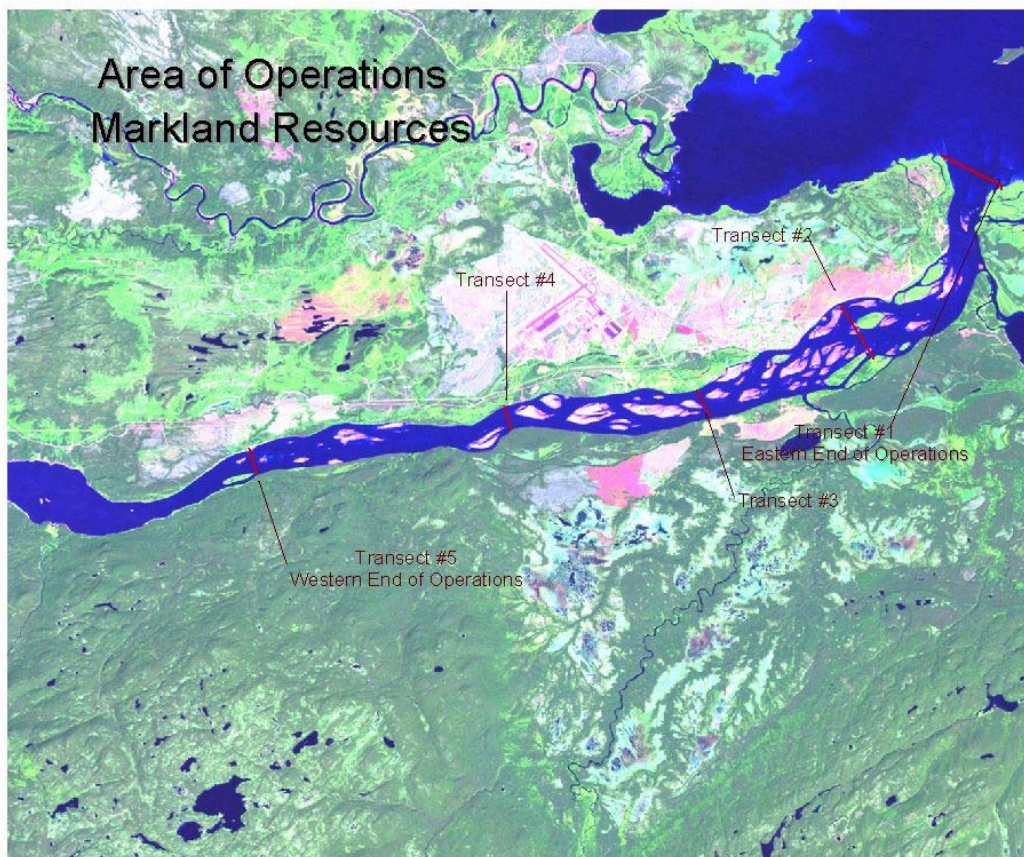 Area of Operations
Markland Resources
Transect #2
Transect #4
Transect #1
Eastern End of Operations
Transect #3
Transect #5
Western End of Operations